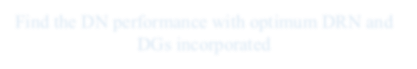 Find the DN performance with optimum DRN and
DGs incorporated